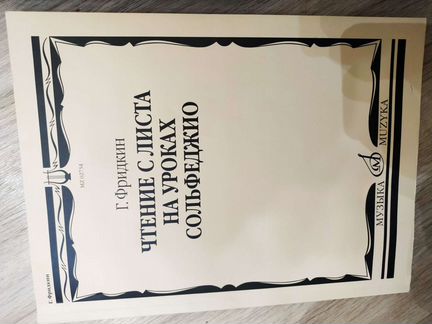 Г. Фридкин
ЧТЕНИЕ С ЛИСТА
НА УРОКАХ
СОЛЬФЕДЖИО
МУЗЫКА
MUZYKA
Г. Фридкин